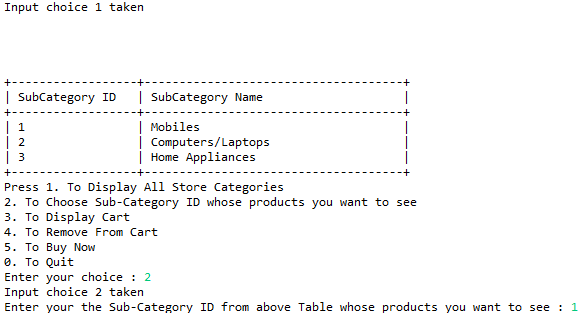 Input choice 1 taken
+------------------+-------------------------------------+
| SubCategory ID | SubCategory Name |
+------------------+-------------------------------------+
| 1 | Mobiles |
| 2 | Computers/Laptops |
| 3 | Home Appliances |
+------------------+-------------------------------------+
Press 1. To Display All Store Categories
2. To Choose Sub-Category ID whose products you want to see
3. To Display Cart
4. To Remove From Cart
5. To Buy Now
0. To Quit
Enter your choice : 2
Input choice 2 taken
Enter your the Sub-Category ID from above Table whose products you want to see : 1